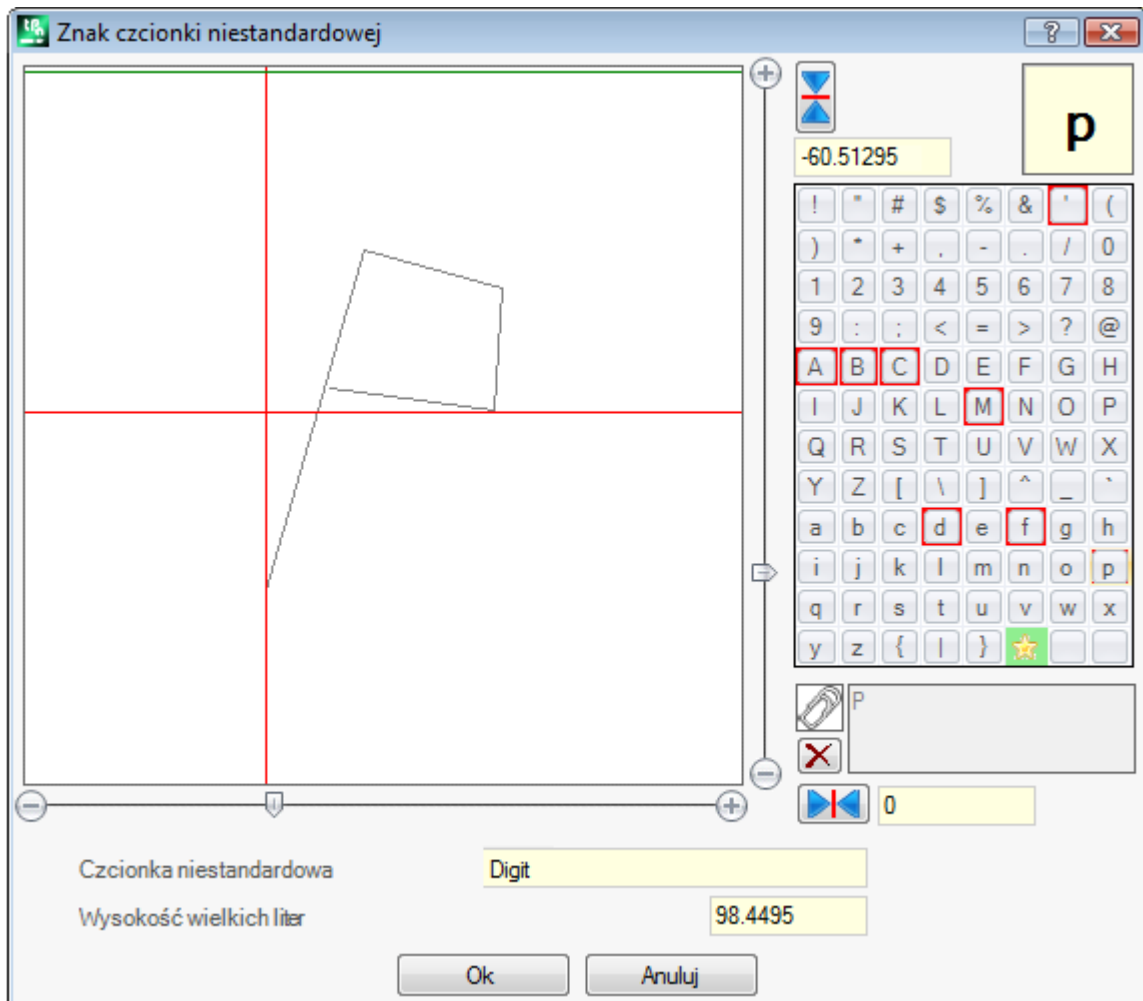 Znak czcionki niestandardowej
-60.51295
p
! " # $ % & ' (
) * + , - . / 0
1 2 3 4 5 6 7 8
9 : ; < = > ? @
A B C D E F G H
I J K L M N O P
Q R S T U V W X
Y Z [ \ ] ^ _ `
a b c d e f g h
i j k l m n o p
q r s t u v w x
y z { | }
P
0
Czcionka niestandardowa Digit
Wysokość wielkich liter 98.4495
Ok Anuluj